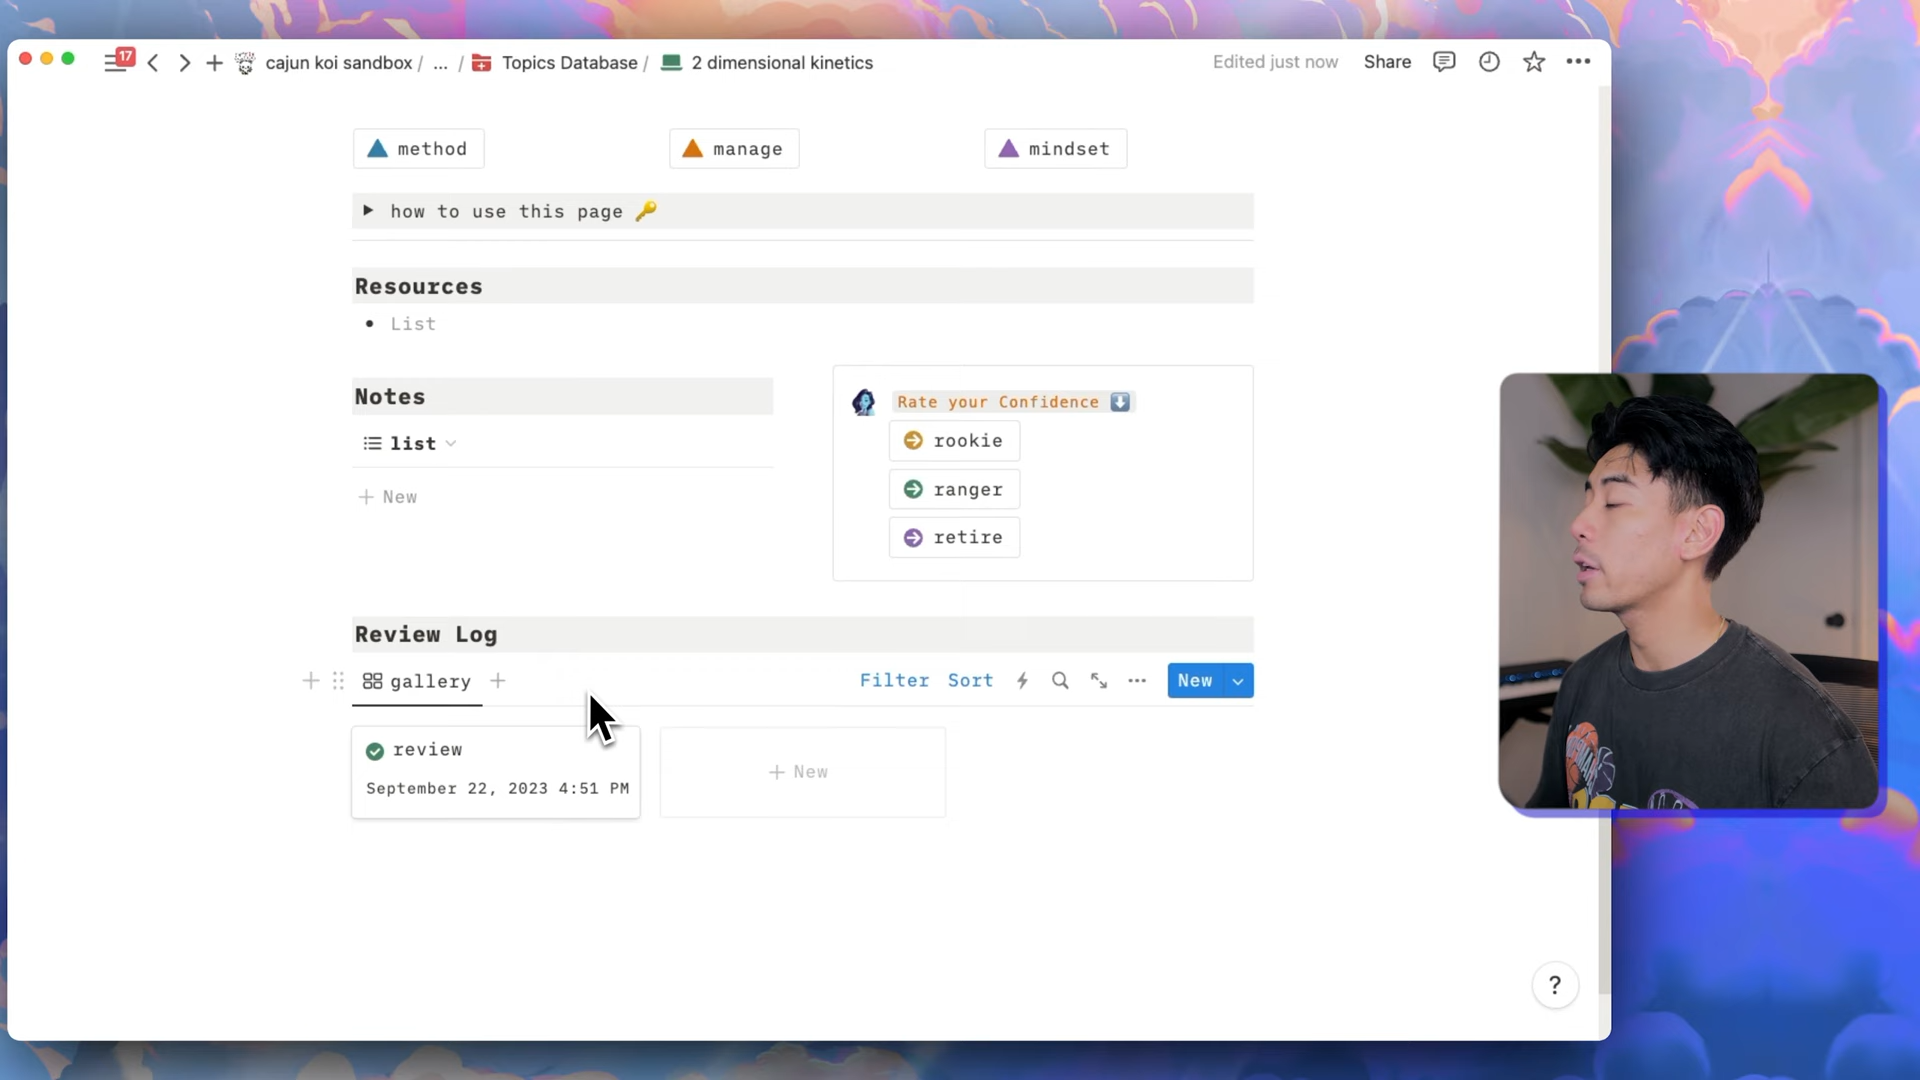 17
cajun koi sandbox / ... / Topics Database / 2 dimensional kinetics
Edited just now
Share
method
manage
mindset
how to use this page
Resources
List
Notes
list
New
Rate your Confidence
rookie
ranger
retire
Review Log
gallery
Filter
Sort
New
review
September 22, 2023 4:51 PM
New
?